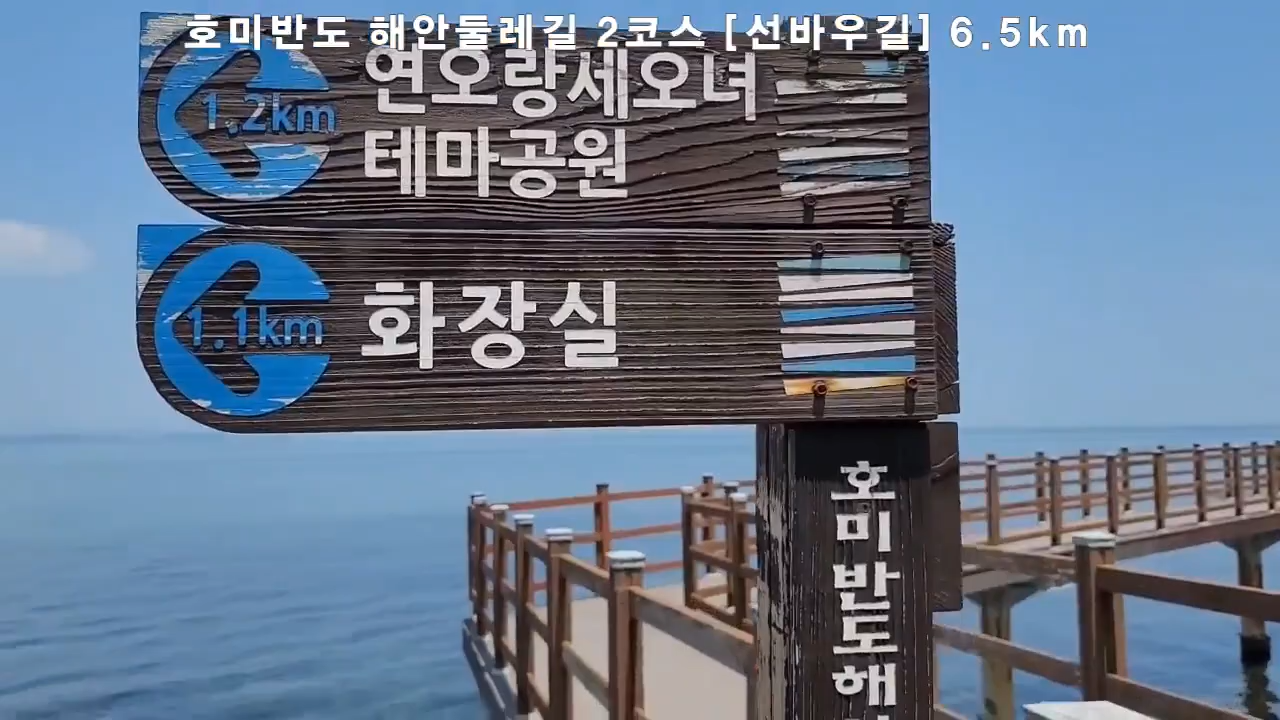 호미반도 해안둘레길 2코스 [선바우길] 6.5km
1.2km 연오랑세오녀
테마공원
1.1km 화장실
호미반도해